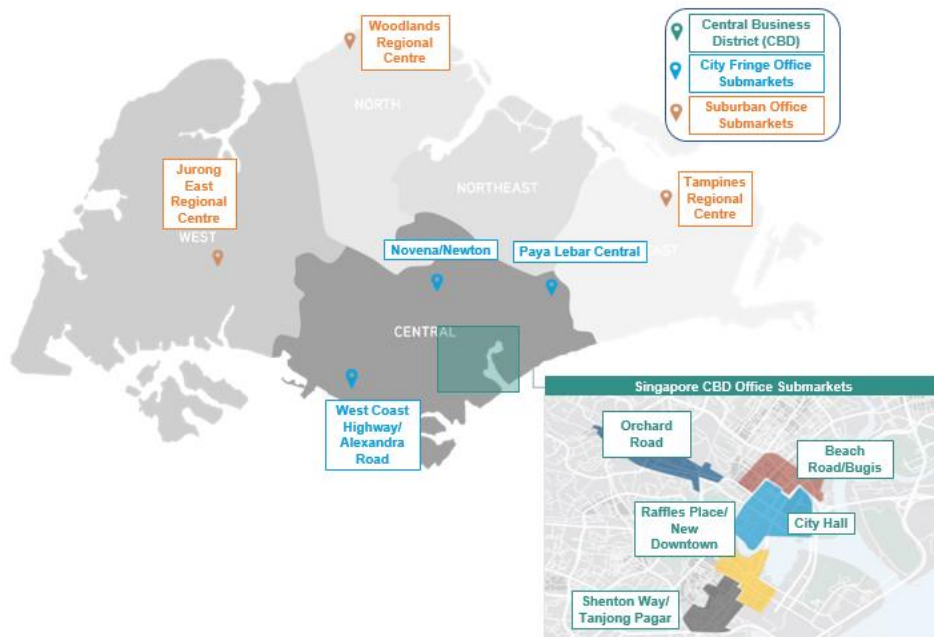 Woodlands
Regional
Centre
Central Business
District (CBD)
City Fringe Office
Submarkets
Suburban Office
Submarkets
NORTH
Jurong
East
Regional
Centre
NORTHEAST
Tampines
Regional
Centre
WEST
Novena/Newton
Paya Lebar Central
CENTRAL
West Coast
Highway/
Alexandra
Road
Singapore CBD Office Submarkets
Orchard
Road
Beach
Road/Bugis
Raffles Place/
New
Downtown
City Hall
Shenton Way/
Tanjong Pagar